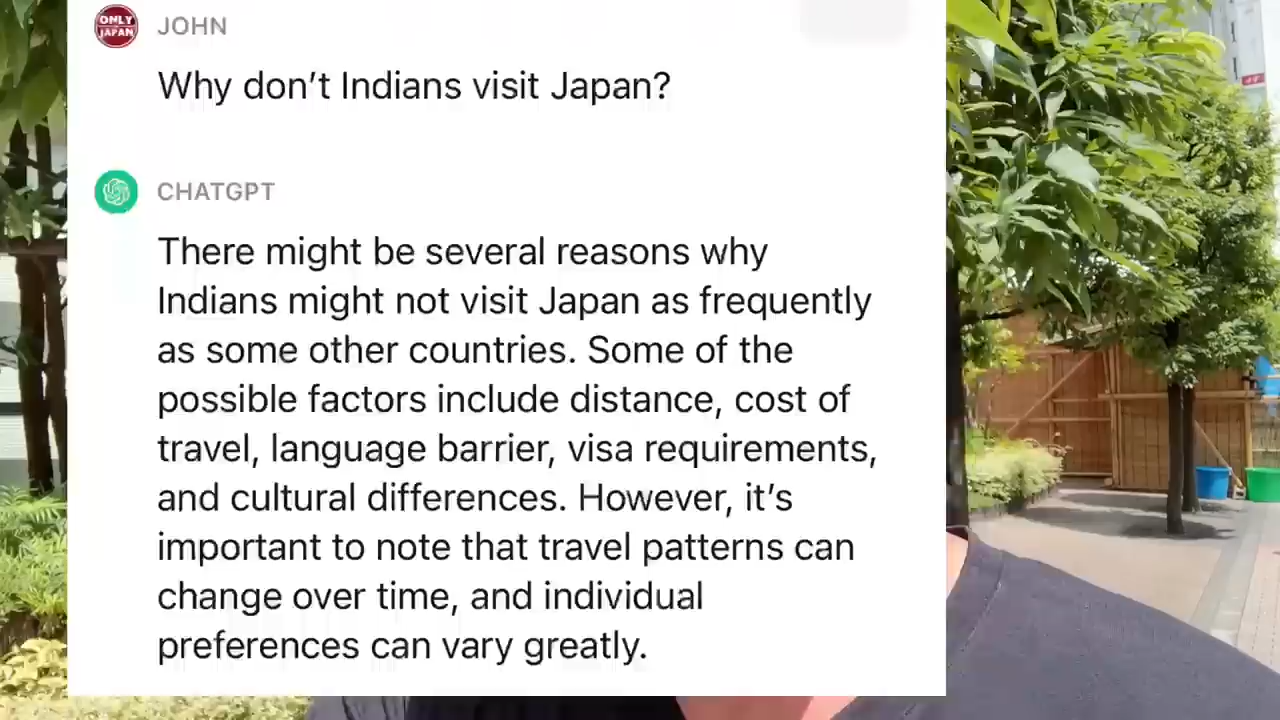 ONLY
in
JAPAN
JOHN
Why don’t Indians visit Japan?
CHATGPT
There might be several reasons why
Indians might not visit Japan as frequently
as some other countries. Some of the
possible factors include distance, cost of
travel, language barrier, visa requirements,
and cultural differences. However, it’s
important to note that travel patterns can
change over time, and individual
preferences can vary greatly.